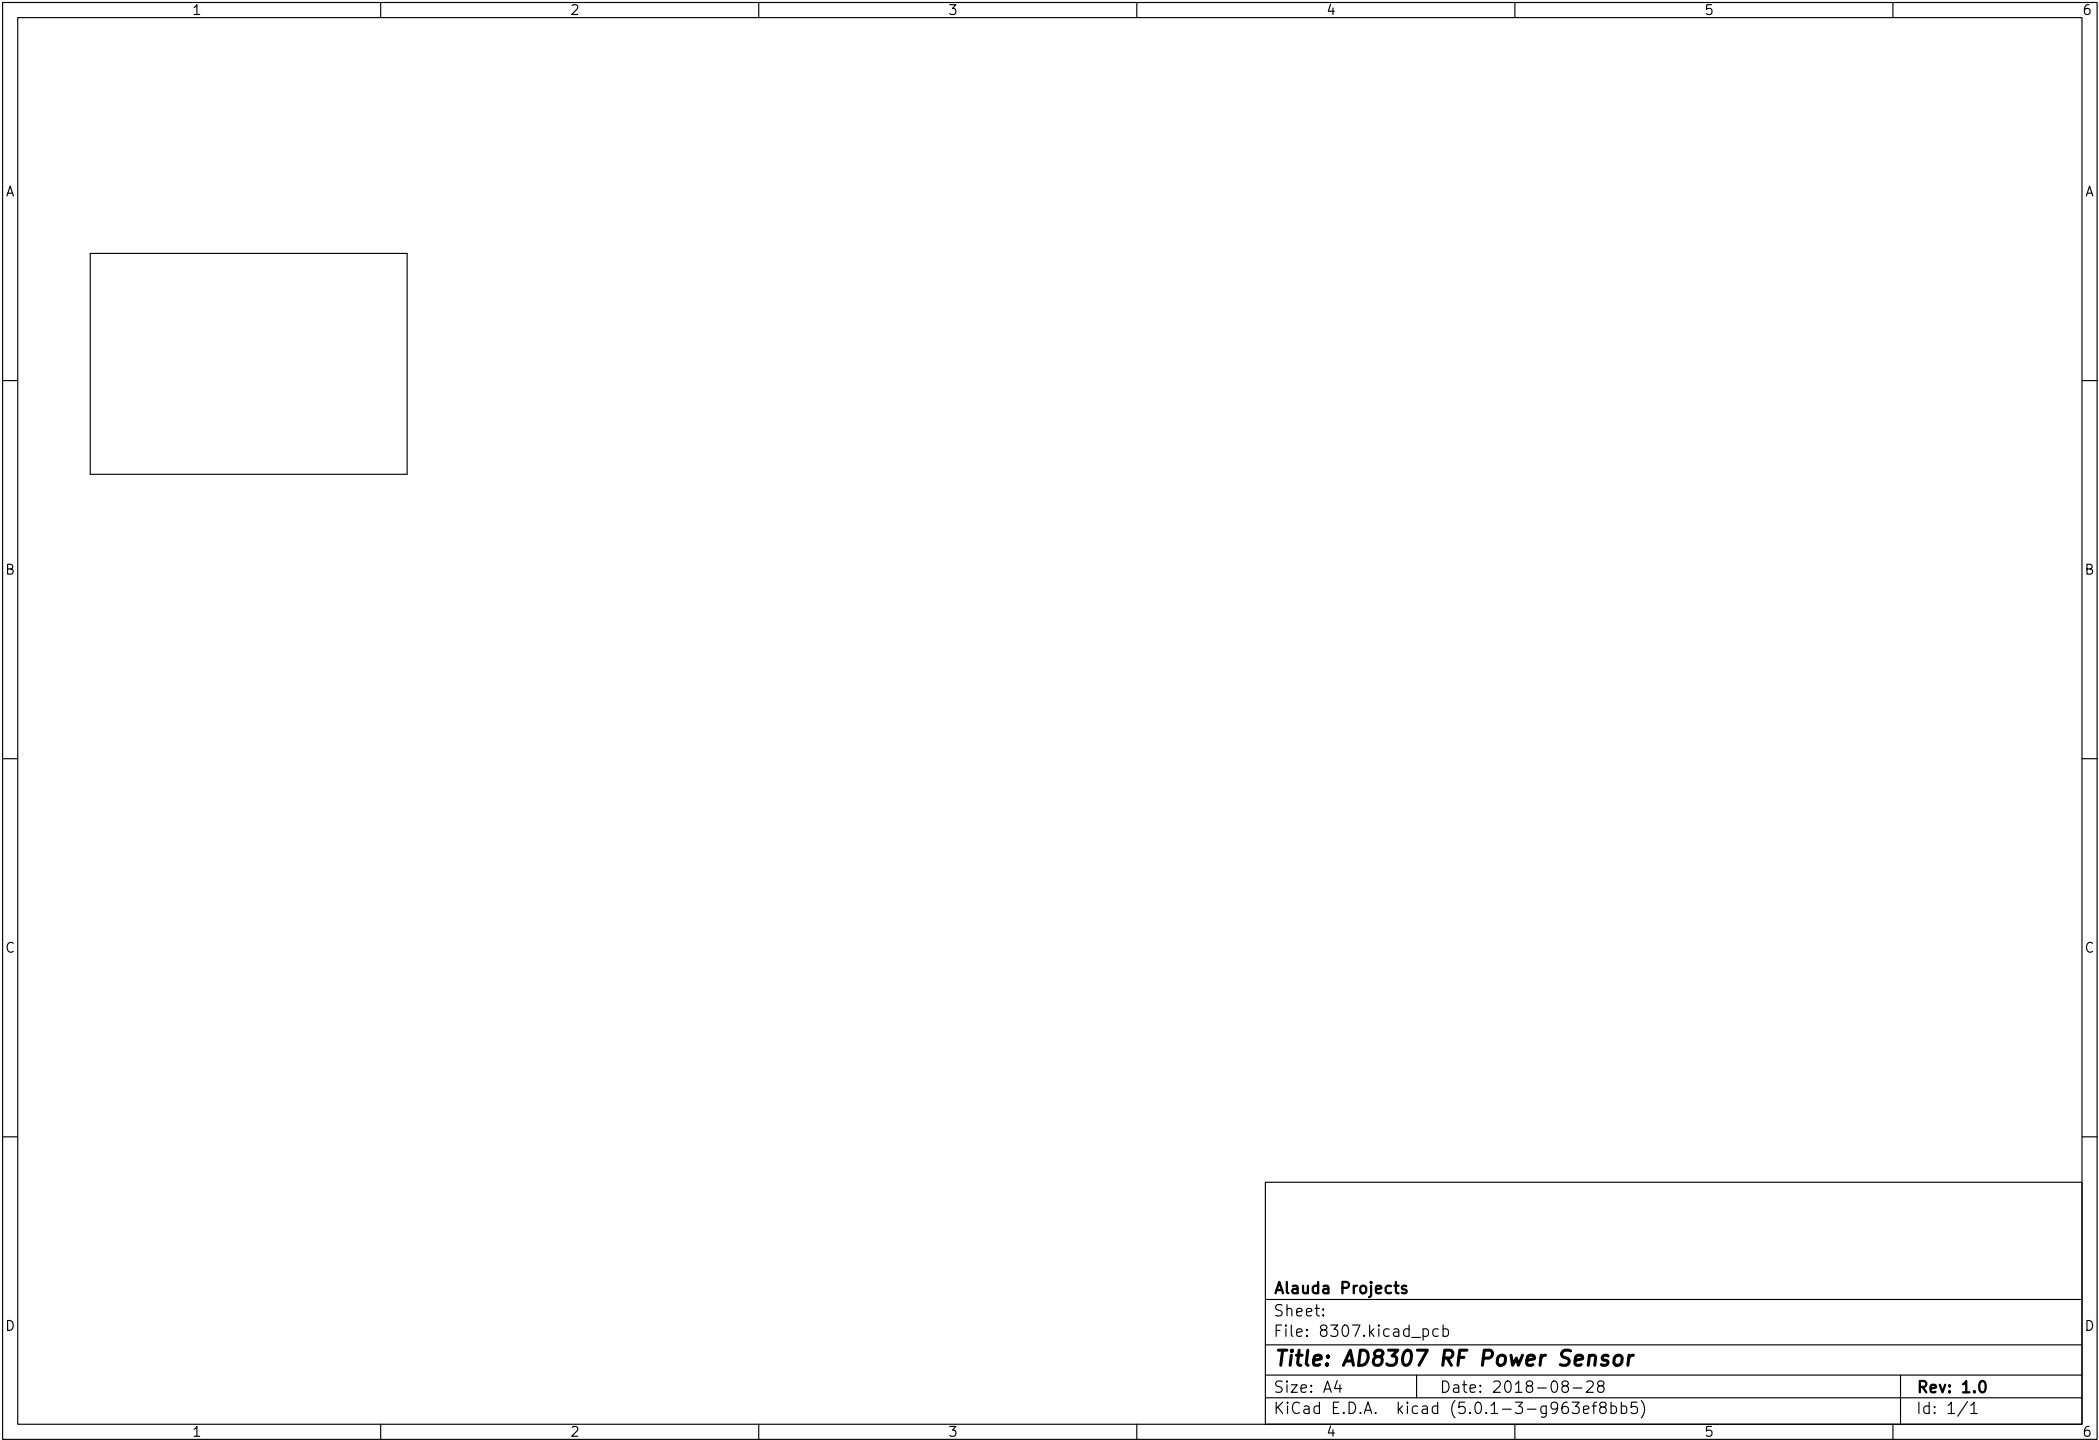 1 2 3 4 5 6
A A
B B
C C
Alauda Projects
Sheet:
File: 8307.kicad_pcb
D D
Title: AD8307 RF Power Sensor
Size: A4 Date: 2018-08-28 Rev: 1.0
KiCad E.D.A. kicad (5.0.1-3-g963ef8bb5) Id: 1/1
1 2 3 4 5 6